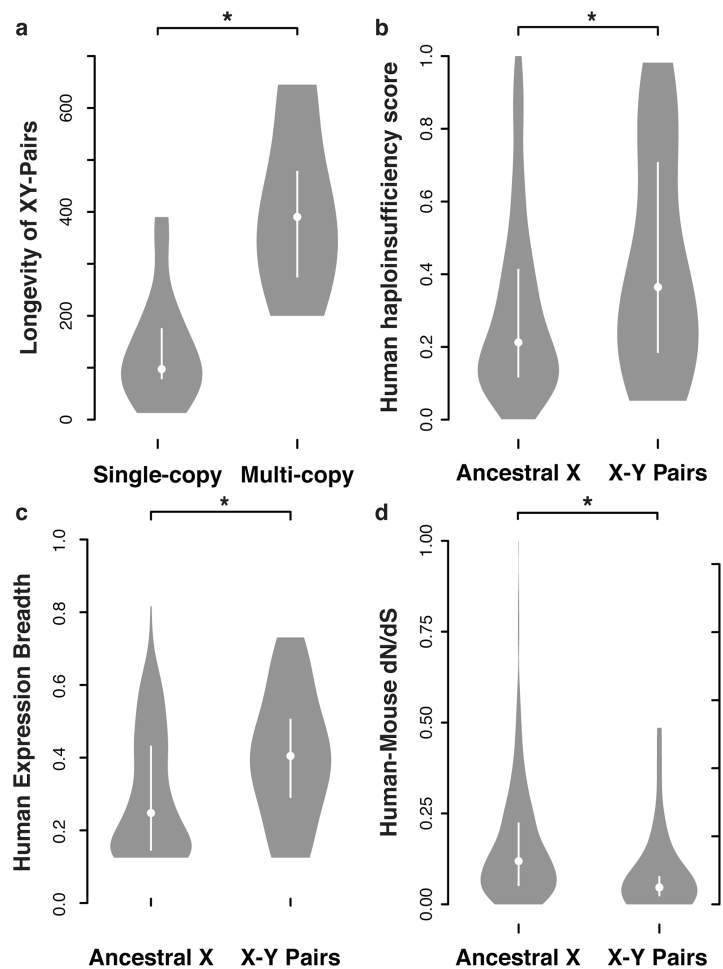 a
*
Longevity of XY-Pairs
600
400
200
0
Single-copy Multi-copy
b
*
Human haploinsufficiency score
1.0
0.8
0.6
0.4
0.2
0.0
Ancestral X X-Y Pairs
c
*
Human Expression Breadth
1.0
0.8
0.6
0.4
0.2
0.0
Ancestral X X-Y Pairs
d
*
Human-Mouse dN/dS
1.00
0.75
0.50
0.25
0.00
Ancestral X X-Y Pairs